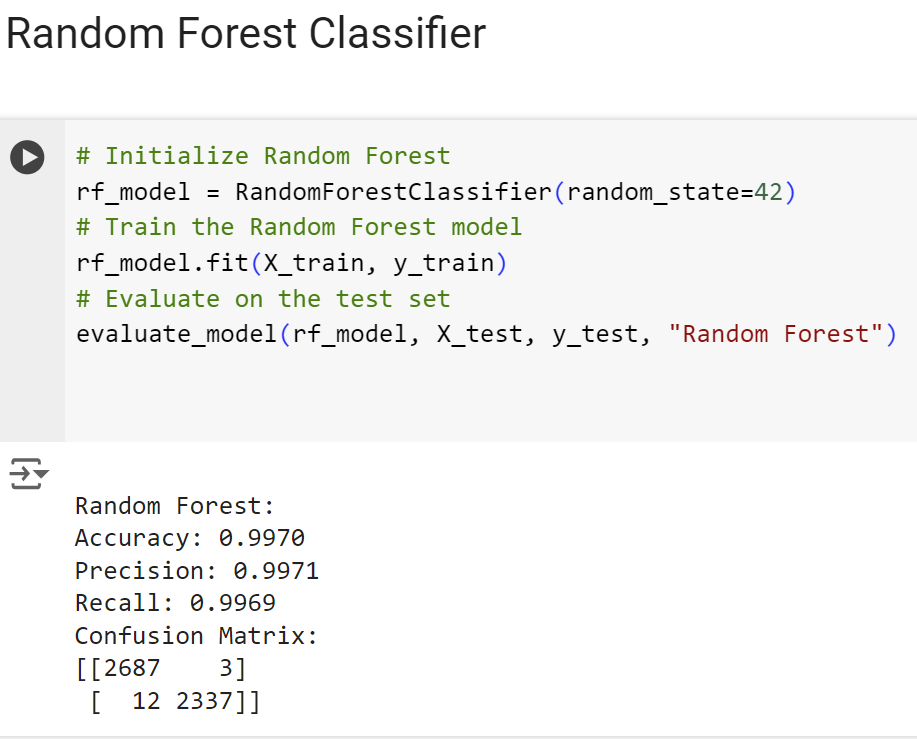 Random Forest Classifier
# Initialize Random Forest
rf_model = RandomForestClassifier(random_state=42)
# Train the Random Forest model
rf_model.fit(X_train, y_train)
# Evaluate on the test set
evaluate_model(rf_model, X_test, y_test, "Random Forest")
Random Forest:
Accuracy: 0.9970
Precision: 0.9971
Recall: 0.9969
Confusion Matrix:
[[2687    3]
 [  12 2337]]